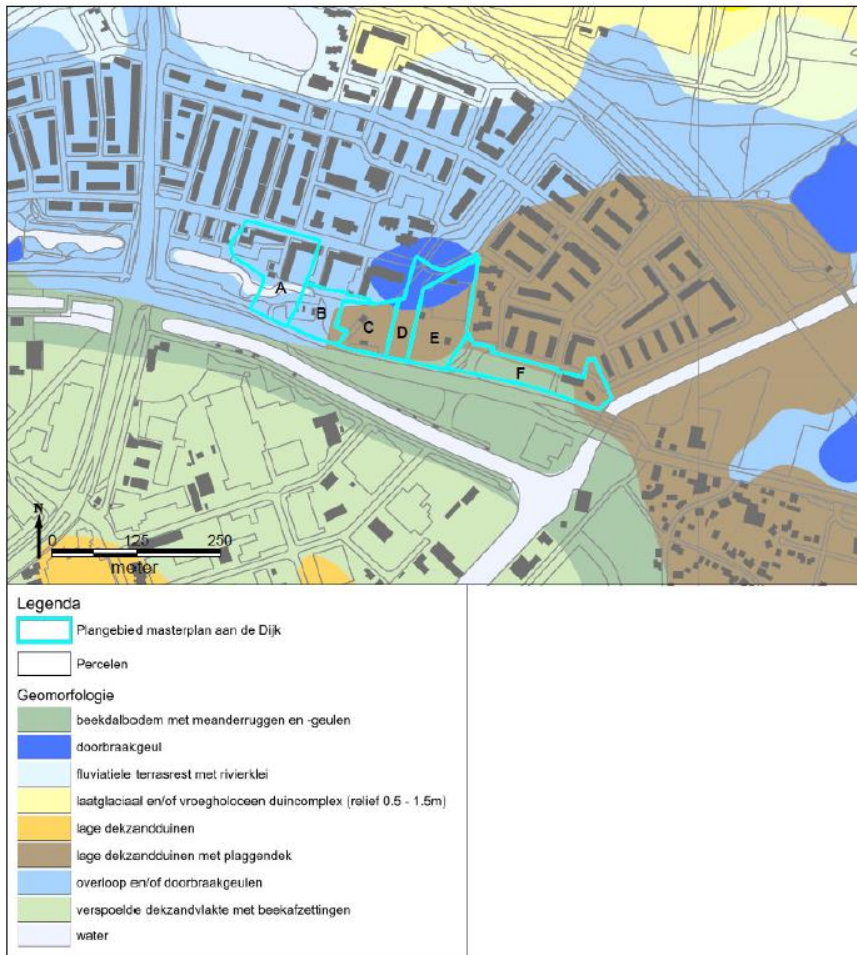 A
B
C
D
E
F
N
0 125 250
meter
Legenda
Plangebied masterplan aan de Dijk
Percelen
Geomorfologie
beekdalbodem met meanderruggen en -geulen
doorbraakgeul
fluviatiele terrasrest met rivierklei
laatglaciaal en/of vroegholoceen duincomplex (relief 0.5 - 1.5m)
lage dekzandduinen
lage dekzandduinen met plaggendek
overloop en/of doorbraakgeulen
verspoelde dekzandvlakte met beekafzettingen
water